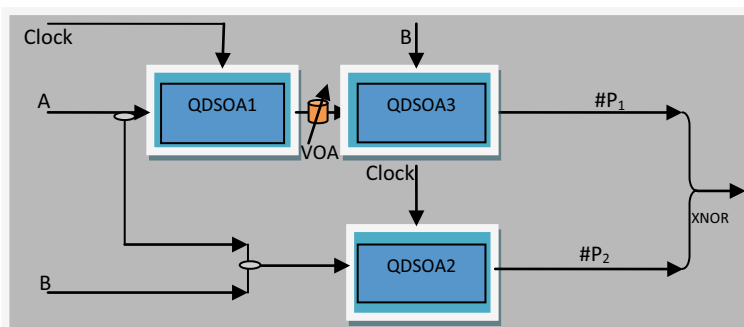 Clock
B
A
QDSOA1
QDSOA3
#P1
VOA
Clock
XNOR
QDSOA2
#P2
B